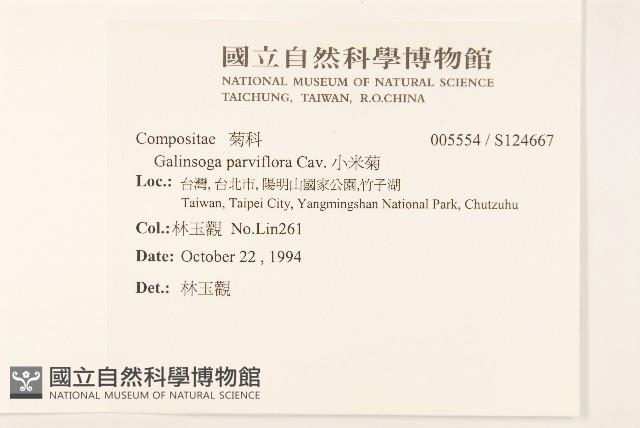 國立自然科學博物館
NATIONAL MUSEUM OF NATURAL SCIENCE
TAICHUNG, TAIWAN, R.O.CHINA
Compositae 菊科 005554 / S124667
Galinsoga parviflora Cav. 小米菊
Loc.: 台灣, 台北市, 陽明山國家公園,竹子湖
Taiwan, Taipei City, Yangmingshan National Park, Chutzuhu
Col.: 林玉觀 No.Lin261
Date: October 22 , 1994
Det.: 林玉觀
國立自然科學博物館
NATIONAL MUSEUM OF NATURAL SCIENCE